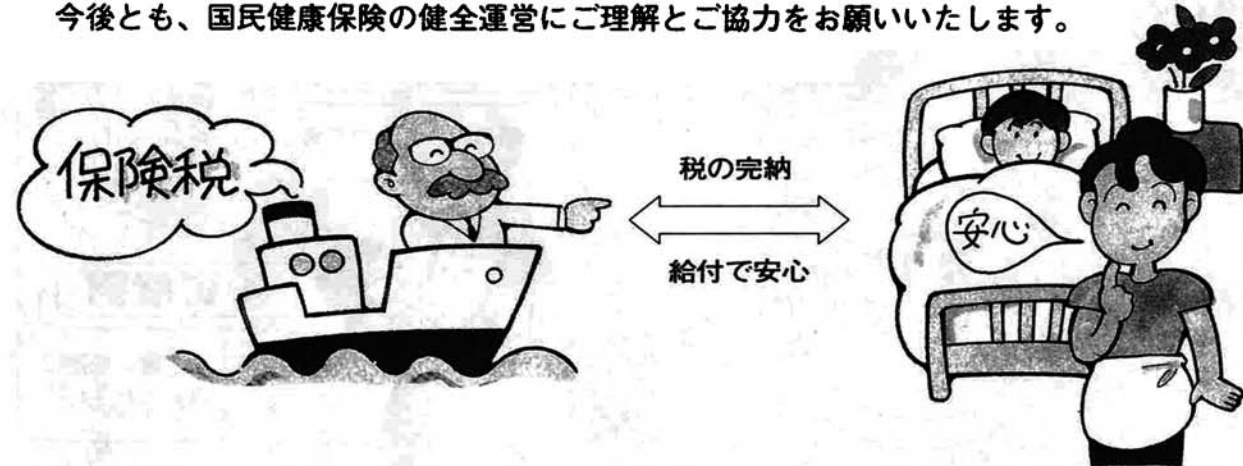 今後とも、国民健康保険の健全運営にご理解とご協力をお願いいたします。
保険税
税の完納
給付で安心
安心